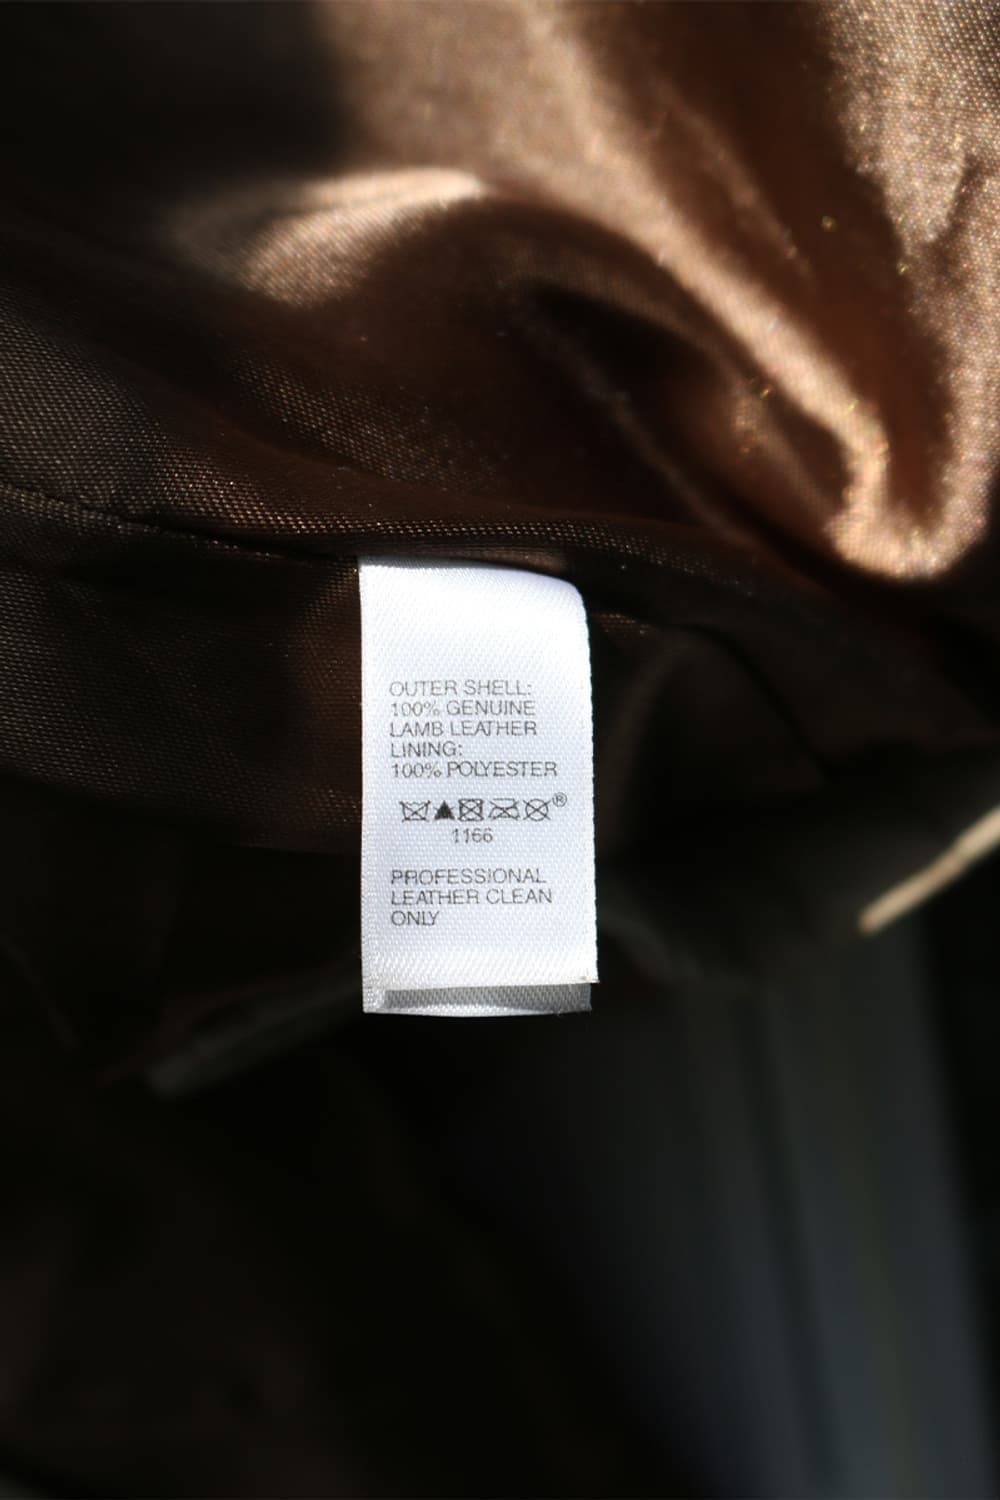 OUTER SHELL:
100% GENUINE
LAMB LEATHER
LINING:
100% POLYESTER
®
1166
PROFESSIONAL
LEATHER CLEAN
ONLY